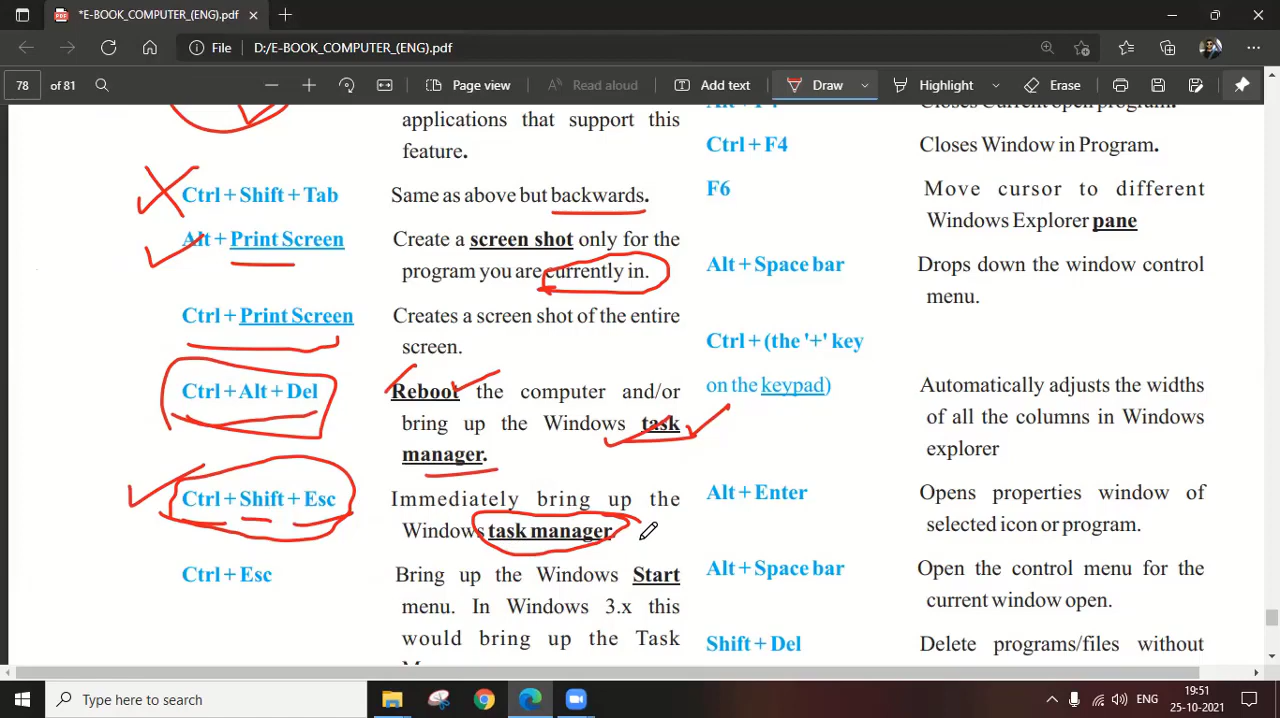 *E-BOOK_COMPUTER_(ENG).pdf
File D:/E-BOOK_COMPUTER_(ENG).pdf
78 of 81 Page view Read aloud Add text Draw Highlight Erase
applications that support this
feature.
Ctrl + Shift + Tab Same as above but backwards.
Alt + Print Screen Create a screen shot only for the
program you are currently in.
Ctrl + Print Screen Creates a screen shot of the entire
screen.
Ctrl + Alt + Del Reboot the computer and/or
bring up the Windows task
manager.
Ctrl + Shift + Esc Immediately bring up the
Windows task manager.
Ctrl + Esc Bring up the Windows Start
menu. In Windows 3.x this
would bring up the Task
Closes Current open program.
Ctrl + F4 Closes Window in Program.
F6 Move cursor to different
Windows Explorer pane
Alt + Space bar Drops down the window control
menu.
Ctrl + (the '+' key
on the keypad) Automatically adjusts the widths
of all the columns in Windows
explorer
Alt + Enter Opens properties window of
selected icon or program.
Alt + Space bar Open the control menu for the
current window open.
Shift + Del Delete programs/files without
Type here to search
ENG
19:51
25-10-2021